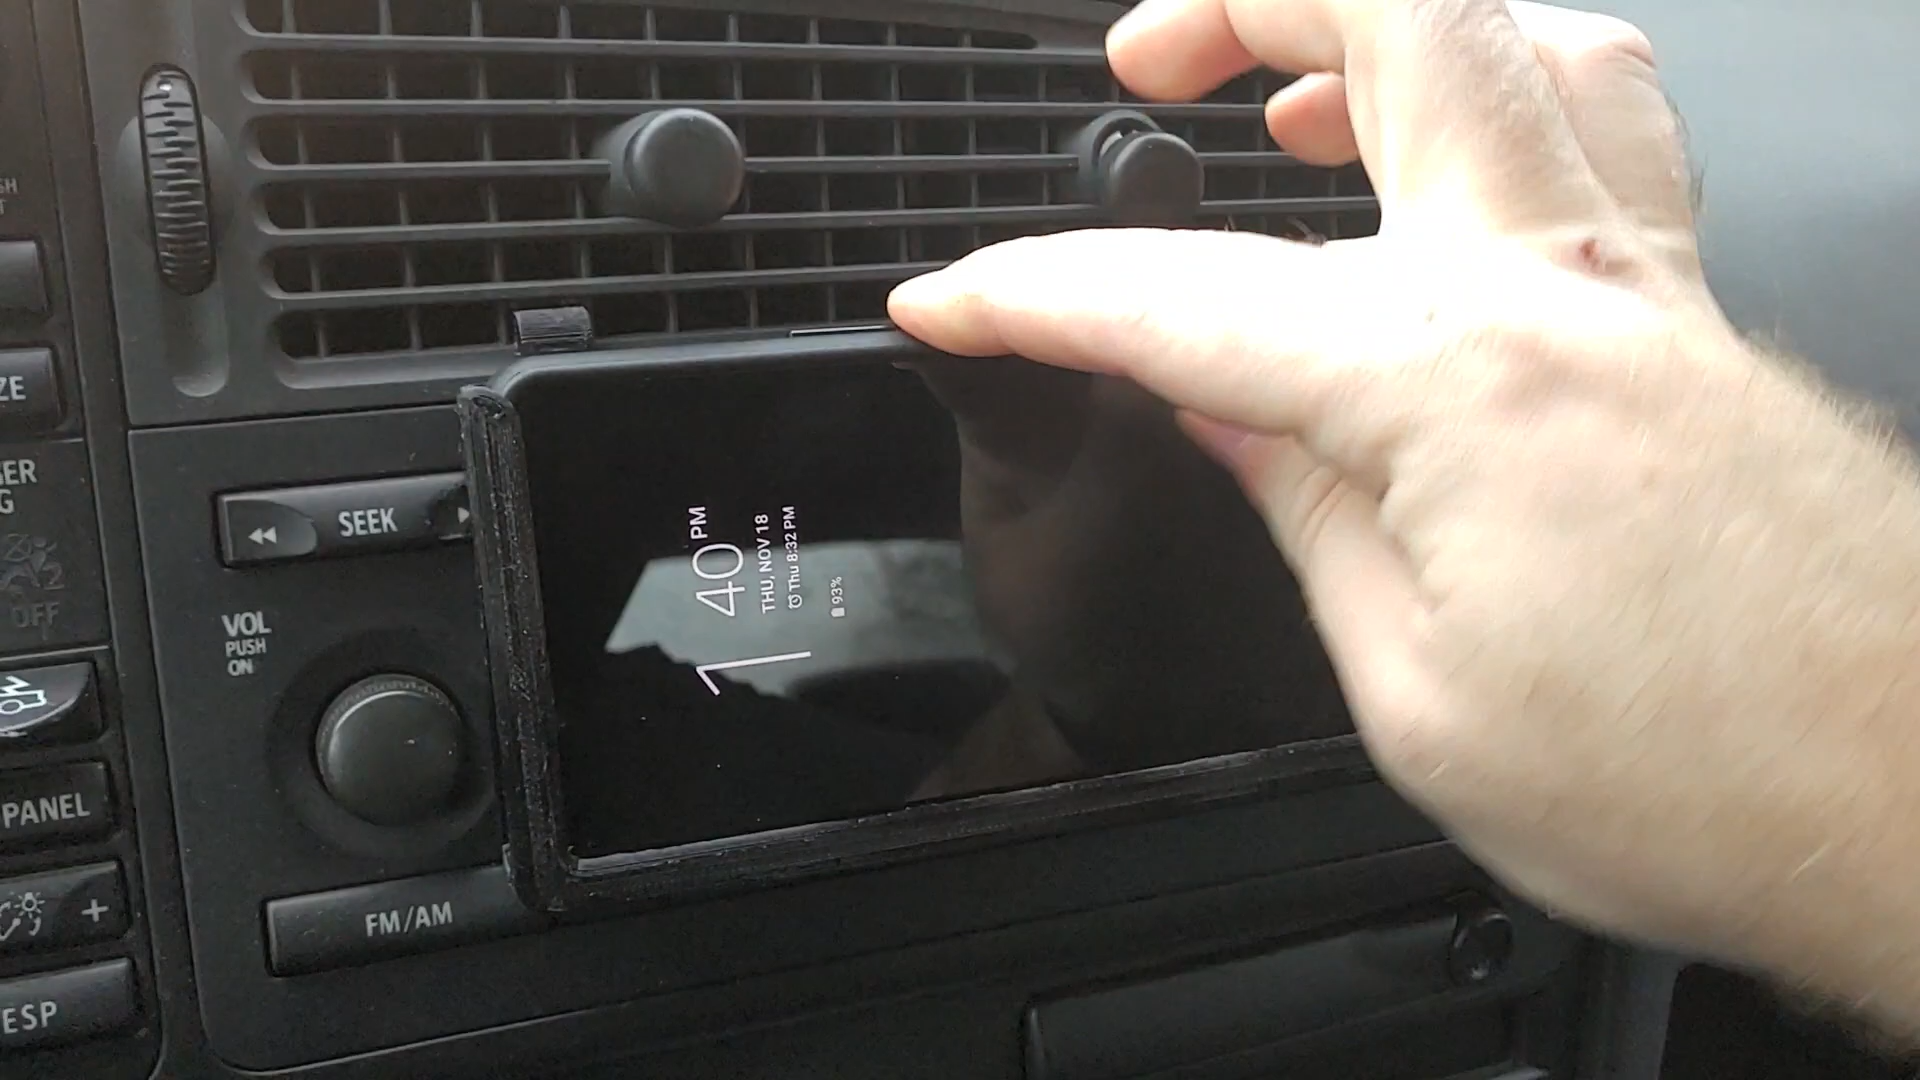 ZE
SEEK
VOL
PUSH
ON
OFF
PANEL
+
FM/AM
ESP
1 40 PM
THU, NOV 18
Thu 8:32 PM
93%